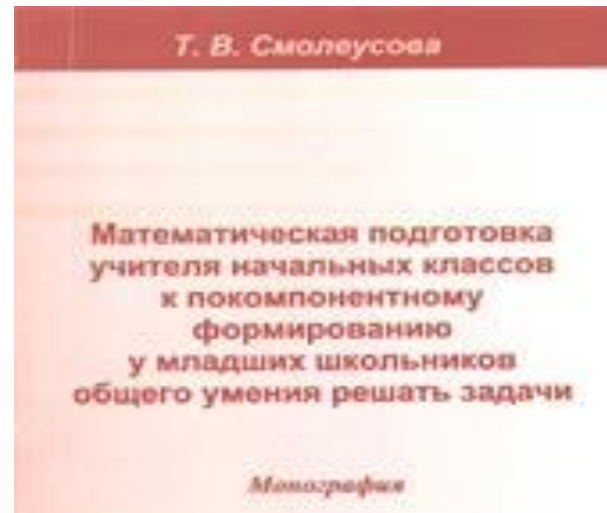 Т. В. Смолеусова
Математическая подготовка
учителя начальных классов
к покомпонентному
формированию
у младших школьников
общего умения решать задачи
Монография